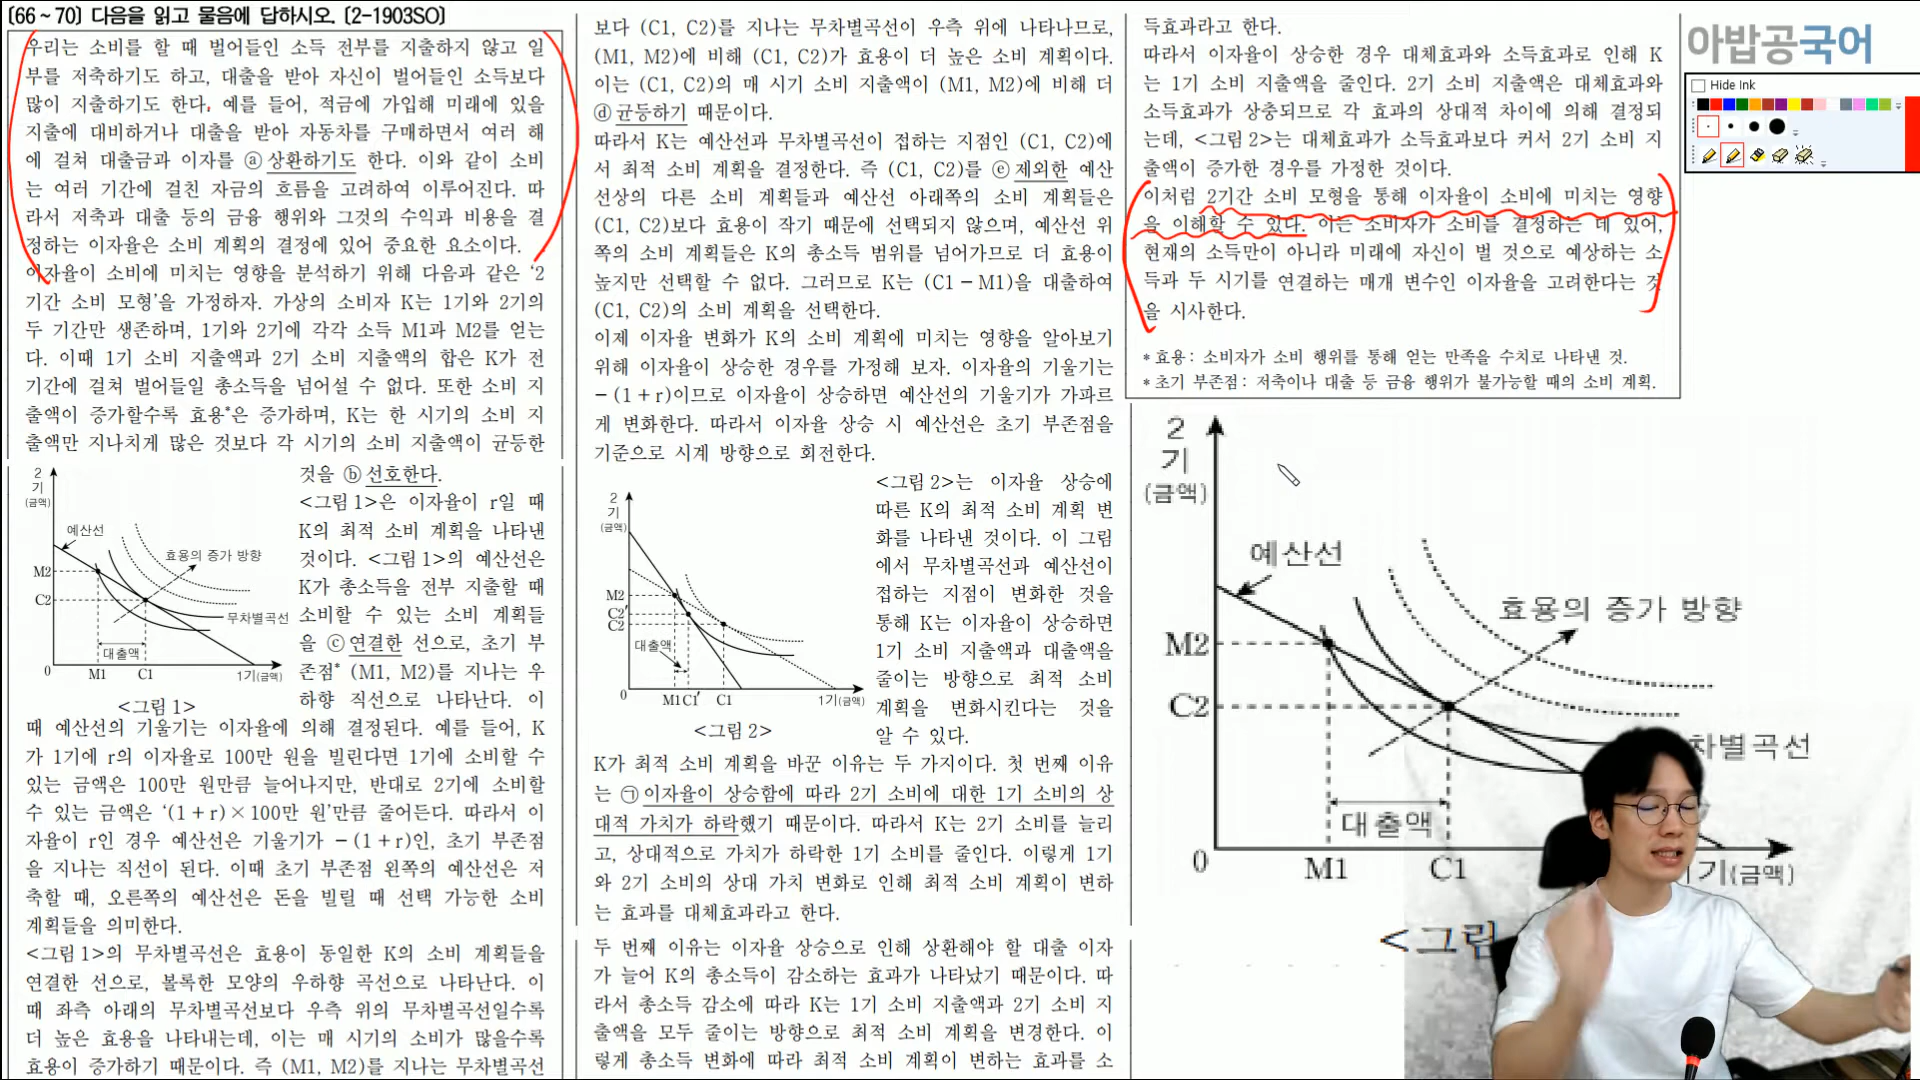 [66 ~ 70] 다음을 읽고 물음에 답하시오. [2-1903SO]
우리는 소비를 할 때 벌어들인 소득 전부를 지출하지 않고 일
부를 저축하기도 하고, 대출을 받아 자신이 벌어들인 소득보다
많이 지출하기도 한다. 예를 들어, 적금에 가입해 미래에 있을
지출에 대비하거나 대출을 받아 자동차를 구매하면서 여러 해
에 걸쳐 대출금과 이자를 ⓐ 상환하기도 한다. 이와 같이 소비
는 여러 기간에 걸친 자금의 흐름을 고려하여 이루어진다. 따
라서 저축과 대출 등의 금융 행위와 그것의 수익과 비용을 결
정하는 이자율은 소비 계획의 결정에 있어 중요한 요소이다.
이자율이 소비에 미치는 영향을 분석하기 위해 다음과 같은 ‘2
기간 소비 모형’을 가정하자. 가상의 소비자 K는 1기와 2기의
두 기간만 생존하며, 1기와 2기에 각각 소득 M1과 M2를 얻는
다. 이때 1기 소비 지출액과 2기 소비 지출액의 합은 K가 전
기간에 걸쳐 벌어들일 총소득을 넘어설 수 없다. 또한 소비 지
출액이 증가할수록 효용*은 증가하며, K는 한 시기의 소비 지
출액만 지나치게 많은 것보다 각 시기의 소비 지출액이 균등한
것을 ⓑ 선호한다.
<그림 1>은 이자율이 r일 때
K의 최적 소비 계획을 나타낸
것이다. <그림 1>의 예산선은
K가 총소득을 전부 지출할 때
소비할 수 있는 소비 계획들
을 ⓒ 연결한 선으로, 초기 부
존점* (M1, M2)를 지나는 우
하향 직선으로 나타난다. 이
2
기
(금액)
예산선
효용의 증가 방향
M2
C2
무차별곡선
대출액
0
M1
C1
1기(금액)
<그림 1>
때 예산선의 기울기는 이자율에 의해 결정된다. 예를 들어, K
가 1기에 r의 이자율로 100만 원을 빌린다면 1기에 소비할 수
있는 금액은 100만 원만큼 늘어나지만, 반대로 2기에 소비할
수 있는 금액은 ‘(1+r)×100만 원’만큼 줄어든다. 따라서 이
자율이 r인 경우 예산선은 기울기가 -(1+r)인, 초기 부존점
을 지나는 직선이 된다. 이때 초기 부존점 왼쪽의 예산선은 저
축할 때, 오른쪽의 예산선은 돈을 빌릴 때 선택 가능한 소비
계획들을 의미한다.
<그림 1>의 무차별곡선은 효용이 동일한 K의 소비 계획들을
연결한 선으로, 볼록한 모양의 우하향 곡선으로 나타난다. 이
때 좌측 아래의 무차별곡선보다 우측 위의 무차별곡선일수록
더 높은 효용을 나타내는데, 이는 매 시기의 소비가 많을수록
효용이 증가하기 때문이다. 즉 (M1, M2)를 지나는 무차별곡선
보다 (C1, C2)를 지나는 무차별곡선이 우측 위에 나타나므로,
(M1, M2)에 비해 (C1, C2)가 효용이 더 높은 소비 계획이다.
이는 (C1, C2)의 매 시기 소비 지출액이 (M1, M2)에 비해 더
ⓓ 균등하기 때문이다.
따라서 K는 예산선과 무차별곡선이 접하는 지점인 (C1, C2)에
서 최적 소비 계획을 결정한다. 즉 (C1, C2)를 ⓔ 제외한 예산
선상의 다른 소비 계획들과 예산선 아래쪽의 소비 계획들은
(C1, C2)보다 효용이 작기 때문에 선택되지 않으며, 예산선 위
쪽의 소비 계획들은 K의 총소득 범위를 넘어가므로 더 효용이
높지만 선택할 수 없다. 그러므로 K는 (C1-M1)을 대출하여
(C1, C2)의 소비 계획을 선택한다.
이제 이자율 변화가 K의 소비 계획에 미치는 영향을 알아보기
위해 이자율이 상승한 경우를 가정해 보자. 이자율의 기울기는
-(1+r)이므로 이자율이 상승하면 예산선의 기울기가 가파르
게 변화한다. 따라서 이자율 상승 시 예산선은 초기 부존점을
기준으로 시계 방향으로 회전한다.
<그림 2>는 이자율 상승에
따른 K의 최적 소비 계획 변
화를 나타낸 것이다. 이 그림
에서 무차별곡선과 예산선이
접하는 지점이 변화한 것을
통해 K는 이자율이 상승하면
1기 소비 지출액과 대출액을
줄이는 방향으로 최적 소비
계획을 변화시킨다는 것을
알 수 있다.
2
기
(금액)
M2
C2′
C2
대출액
0
M1
C1′
C1
1기(금액)
<그림 2>
K가 최적 소비 계획을 바꾼 이유는 두 가지이다. 첫 번째 이유
는 ㉠ 이자율이 상승함에 따라 2기 소비에 대한 1기 소비의 상
대적 가치가 하락했기 때문이다. 따라서 K는 2기 소비를 늘리
고, 상대적으로 가치가 하락한 1기 소비를 줄인다. 이렇게 1기
와 2기 소비의 상대 가치 변화로 인해 최적 소비 계획이 변하
는 효과를 대체효과라고 한다.
두 번째 이유는 이자율 상승으로 인해 상환해야 할 대출 이자
가 늘어 K의 총소득이 감소하는 효과가 나타났기 때문이다. 따
라서 총소득 감소에 따라 K는 1기 소비 지출액과 2기 소비 지
출액을 모두 줄이는 방향으로 최적 소비 계획을 변경한다. 이
렇게 총소득 변화에 따라 최적 소비 계획이 변하는 효과를 소
득효과라고 한다.
따라서 이자율이 상승한 경우 대체효과와 소득효과로 인해 K
는 1기 소비 지출액을 줄인다. 2기 소비 지출액은 대체효과와
소득효과가 상충되므로 각 효과의 상대적 차이에 의해 결정되
는데, <그림 2>는 대체효과가 소득효과보다 커서 2기 소비 지
출액이 증가한 경우를 가정한 것이다.
이처럼 2기간 소비 모형을 통해 이자율이 소비에 미치는 영향
을 이해할 수 있다. 이는 소비자가 소비를 결정하는 데 있어,
현재의 소득만이 아니라 미래에 자신이 벌 것으로 예상하는 소
득과 두 시기를 연결하는 매개 변수인 이자율을 고려한다는 것
을 시사한다.
* 효용: 소비자가 소비 행위를 통해 얻는 만족을 수치로 나타낸 것.
* 초기 부존점: 저축이나 대출 등 금융 행위가 불가능할 때의 소비 계획.
2
기
(금액)
예산선
효용의 증가 방향
M2
C2
차별곡선
대출액
0
M1
C1
기(금액)
<그림
아밥공국어
Hide Ink